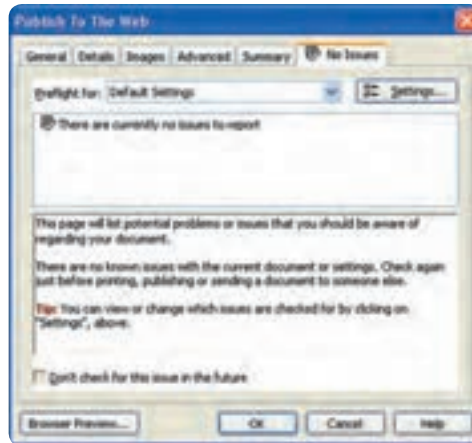 Publish To The Web
General Details Images Advanced Summary No Issues
Preflight for: Default Settings Settings...
There are currently no issues to report
This page will list potential problems or issues that you should be aware of
regarding your document.
There are no known issues with the current document or settings. Check again
just before printing, publishing or sending a document to someone else.
Tip: You can view or change which issues are checked for by clicking on
"Settings", above.
Don't check for this issue in the future
Browser Preview... OK Cancel Help